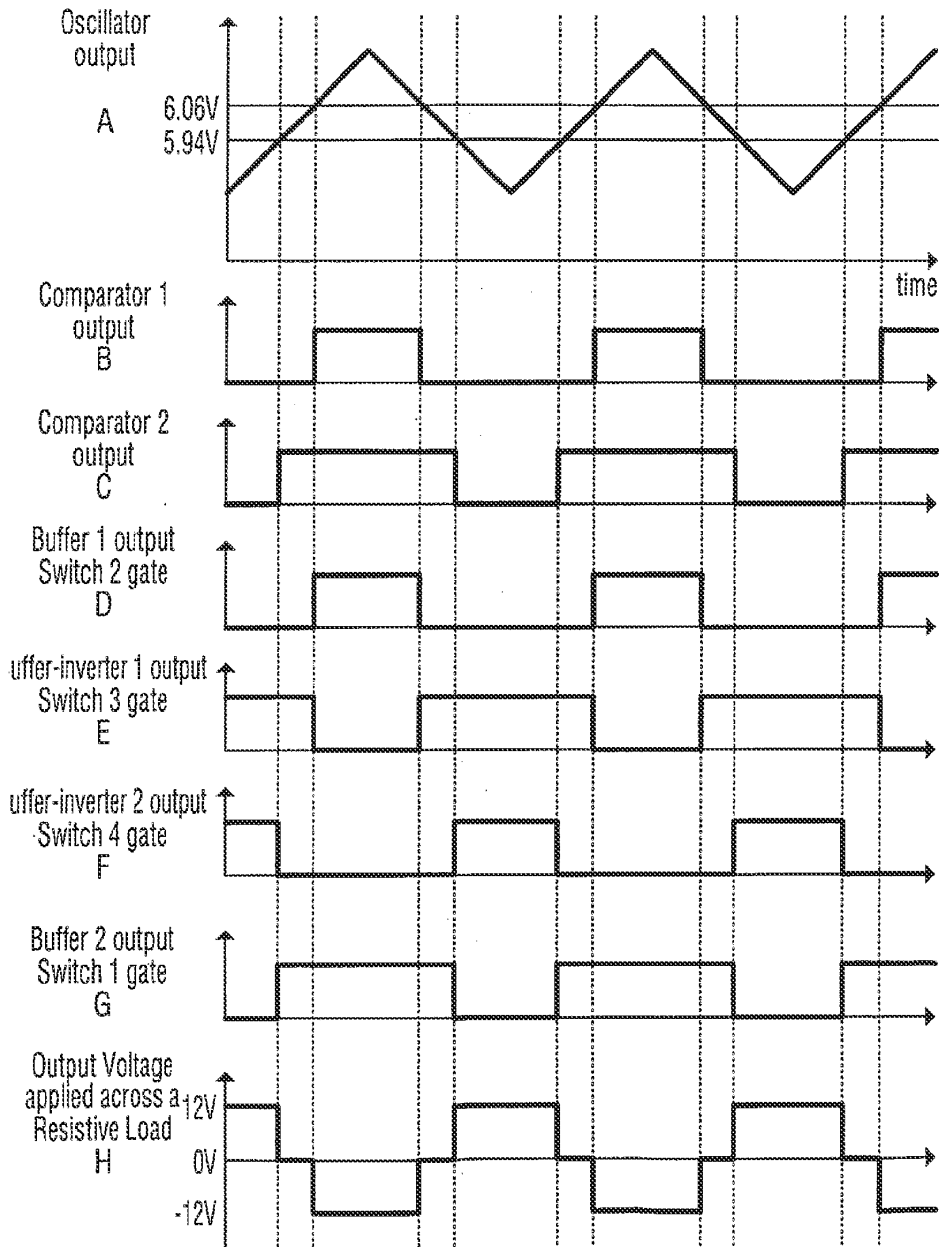 Oscillator
output
A
6.06V
5.94V
time
Comparator 1
output
B
Comparator 2
output
C
Buffer 1 output
Switch 2 gate
D
uffer-inverter 1 output
Switch 3 gate
E
uffer-inverter 2 output
Switch 4 gate
F
Buffer 2 output
Switch 1 gate
G
Output Voltage
applied across a
Resistive Load
H
12V
0V
-12V